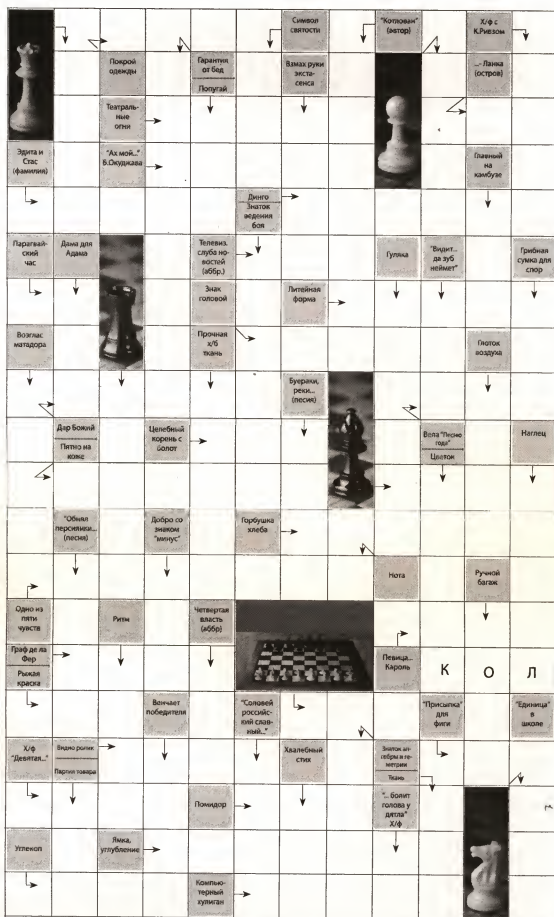 Символ
святости
"Котлован"
(автор)
Х/ф с
К.Ривзом
Покрой
одежды
Гарантия
от бед
Попугай
Взмах руки
экста-
сенса
...-Ланка
(остров)
Театраль-
ные
огни
Эдита и
Стас
(фамилия)
"Ах мой..."
Б.Окуджава
Главный
на
камбузе
Динго
Знаток
ведения
боя
Парагвай-
ский
час
Дама для
Адама
Телевиз.
слуба но-
востей
(аббр.)
Гуляка
"Видит...
да зуб
неймет"
Грибная
сумка для
спор
Знак
головой
Литейная
форма
Возглас
матадора
Прочная
х/б
ткань
Глоток
воздуха
Буераки,
реки...
(песня)
Дар Божий
Пятно на
коже
Целебный
корень с
болот
Вела "Песню
года"
Цветок
Наглец
"Обнял
(песня)
Добро со
знаком
"минус"
Горбушка
хлеба
Нота
Ручной
багаж
Одно из
пяти
чувств
Ритм
Четвертая
власть
(аббр)
Граф де ла
Фер
Рыжая
краска
Певица...
Кароль
К О Л
Венчает
победителя
"Соловей
российс-
кий слав-
ный..."
"Присыпка"
для
фиги
"Единица"
в
школе
Х/ф
"Девятая..."
Видно ролик
Партия товара
Хвалебный
стих
Знаток ал-
гебры и ге-
метрии
Ткань
Помидор
"... болит
голова у
дятла"
Х/ф
Углекоп
Ямка,
углубление
Компью-
терный
хулиган